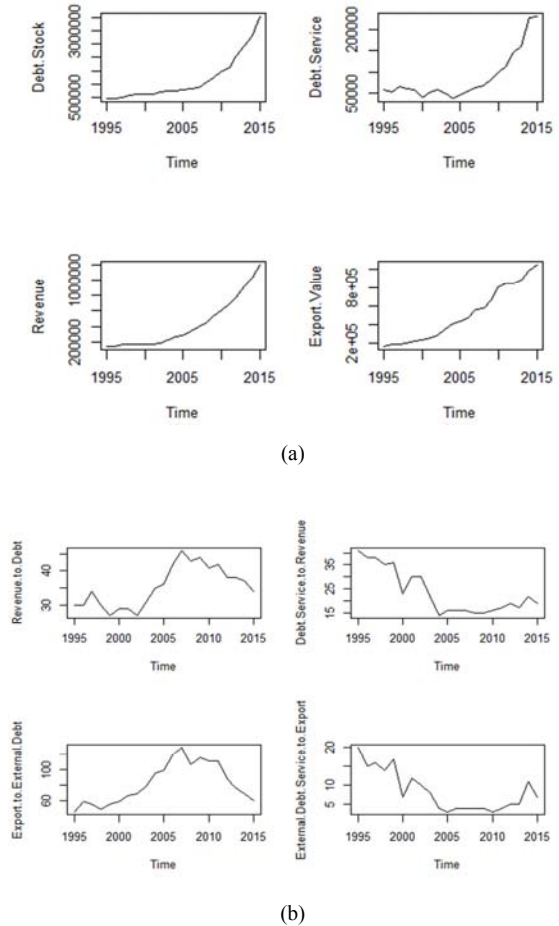 Debt.Stock
500000 3000000
1995 2005 2015
Time
Debt.Service
50000 200000
1995 2005 2015
Time
Revenue
200000 1000000
1995 2005 2015
Time
Export.Value
2e+05 8e+05
1995 2005 2015
Time
(a)
Revenue.to.Debt
30 40
1995 2000 2005 2010 2015
Time
Debt.Service.to.Revenue
15 25 35
1995 2000 2005 2010 2015
Time
Export.to.External.Debt
60 100
1995 2000 2005 2010 2015
Time
External.Debt.Service.to.Export
5 10 20
1995 2000 2005 2010 2015
Time
(b)